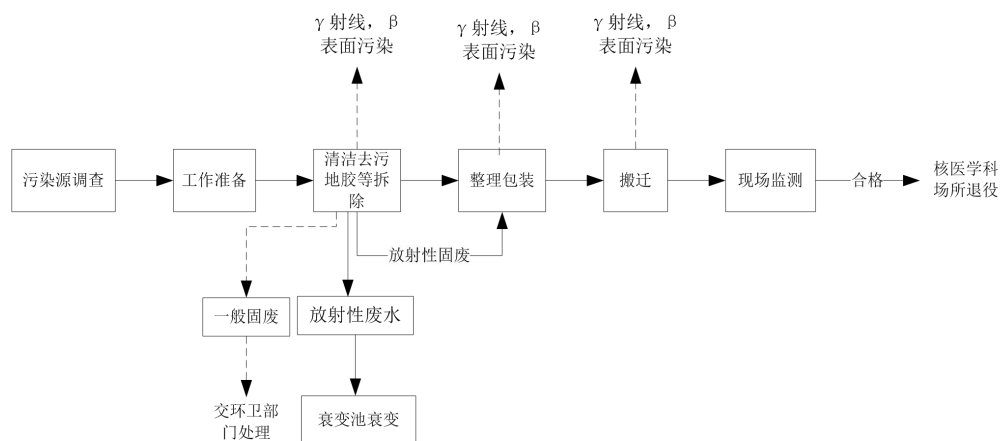 γ射线，β
表面污染
γ射线，β
表面污染
γ射线，β
表面污染
污染源调查
工作准备
清洁去污
地胶等拆
除
整理包装
搬迁
现场监测
合格
核医学科
场所退役
放射性固废
一般固废
放射性废水
交环卫部
门处理
衰变池衰变